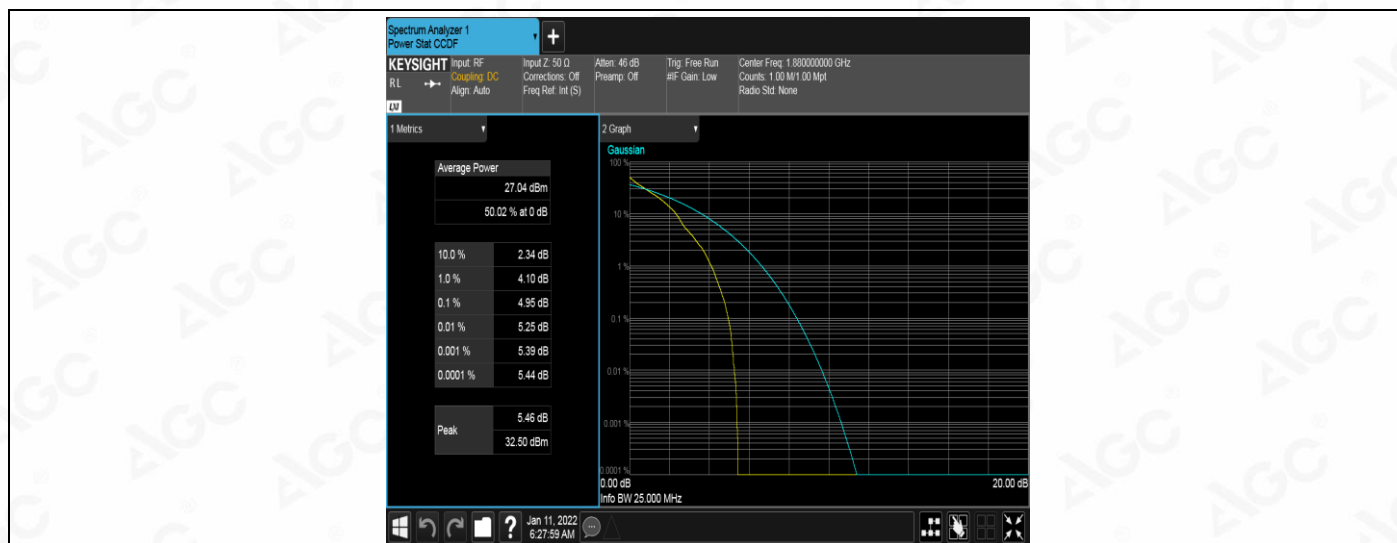 Spectrum Analyzer 1
Power Stat CCDF
KEYSIGHT
RL
LXI
Input: RF
Coupling: DC
Align: Auto
Input Z: 50 Ω
Corrections: Off
Freq Ref: Int (S)
Atten: 46 dB
Preamp: Off
Trig: Free Run
#IF Gain: Low
Center Freq: 1.880000000 GHz
Counts: 1.00 M/1.00 Mpt
Radio Std: None
1 Metrics
Average Power
27.04 dBm
50.02 % at 0 dB
10.0 % 2.34 dB
1.0 % 4.10 dB
0.1 % 4.95 dB
0.01 % 5.25 dB
0.001 % 5.39 dB
0.0001 % 5.44 dB
Peak
5.46 dB
32.50 dBm
2 Graph
Gaussian
100 %
10 %
1 %
0.1 %
0.01 %
0.001 %
0.0001 %
0.00 dB 20.00 dB
Info BW 25.000 MHz
? Jan 11, 2022
6:27:59 AM
AGC